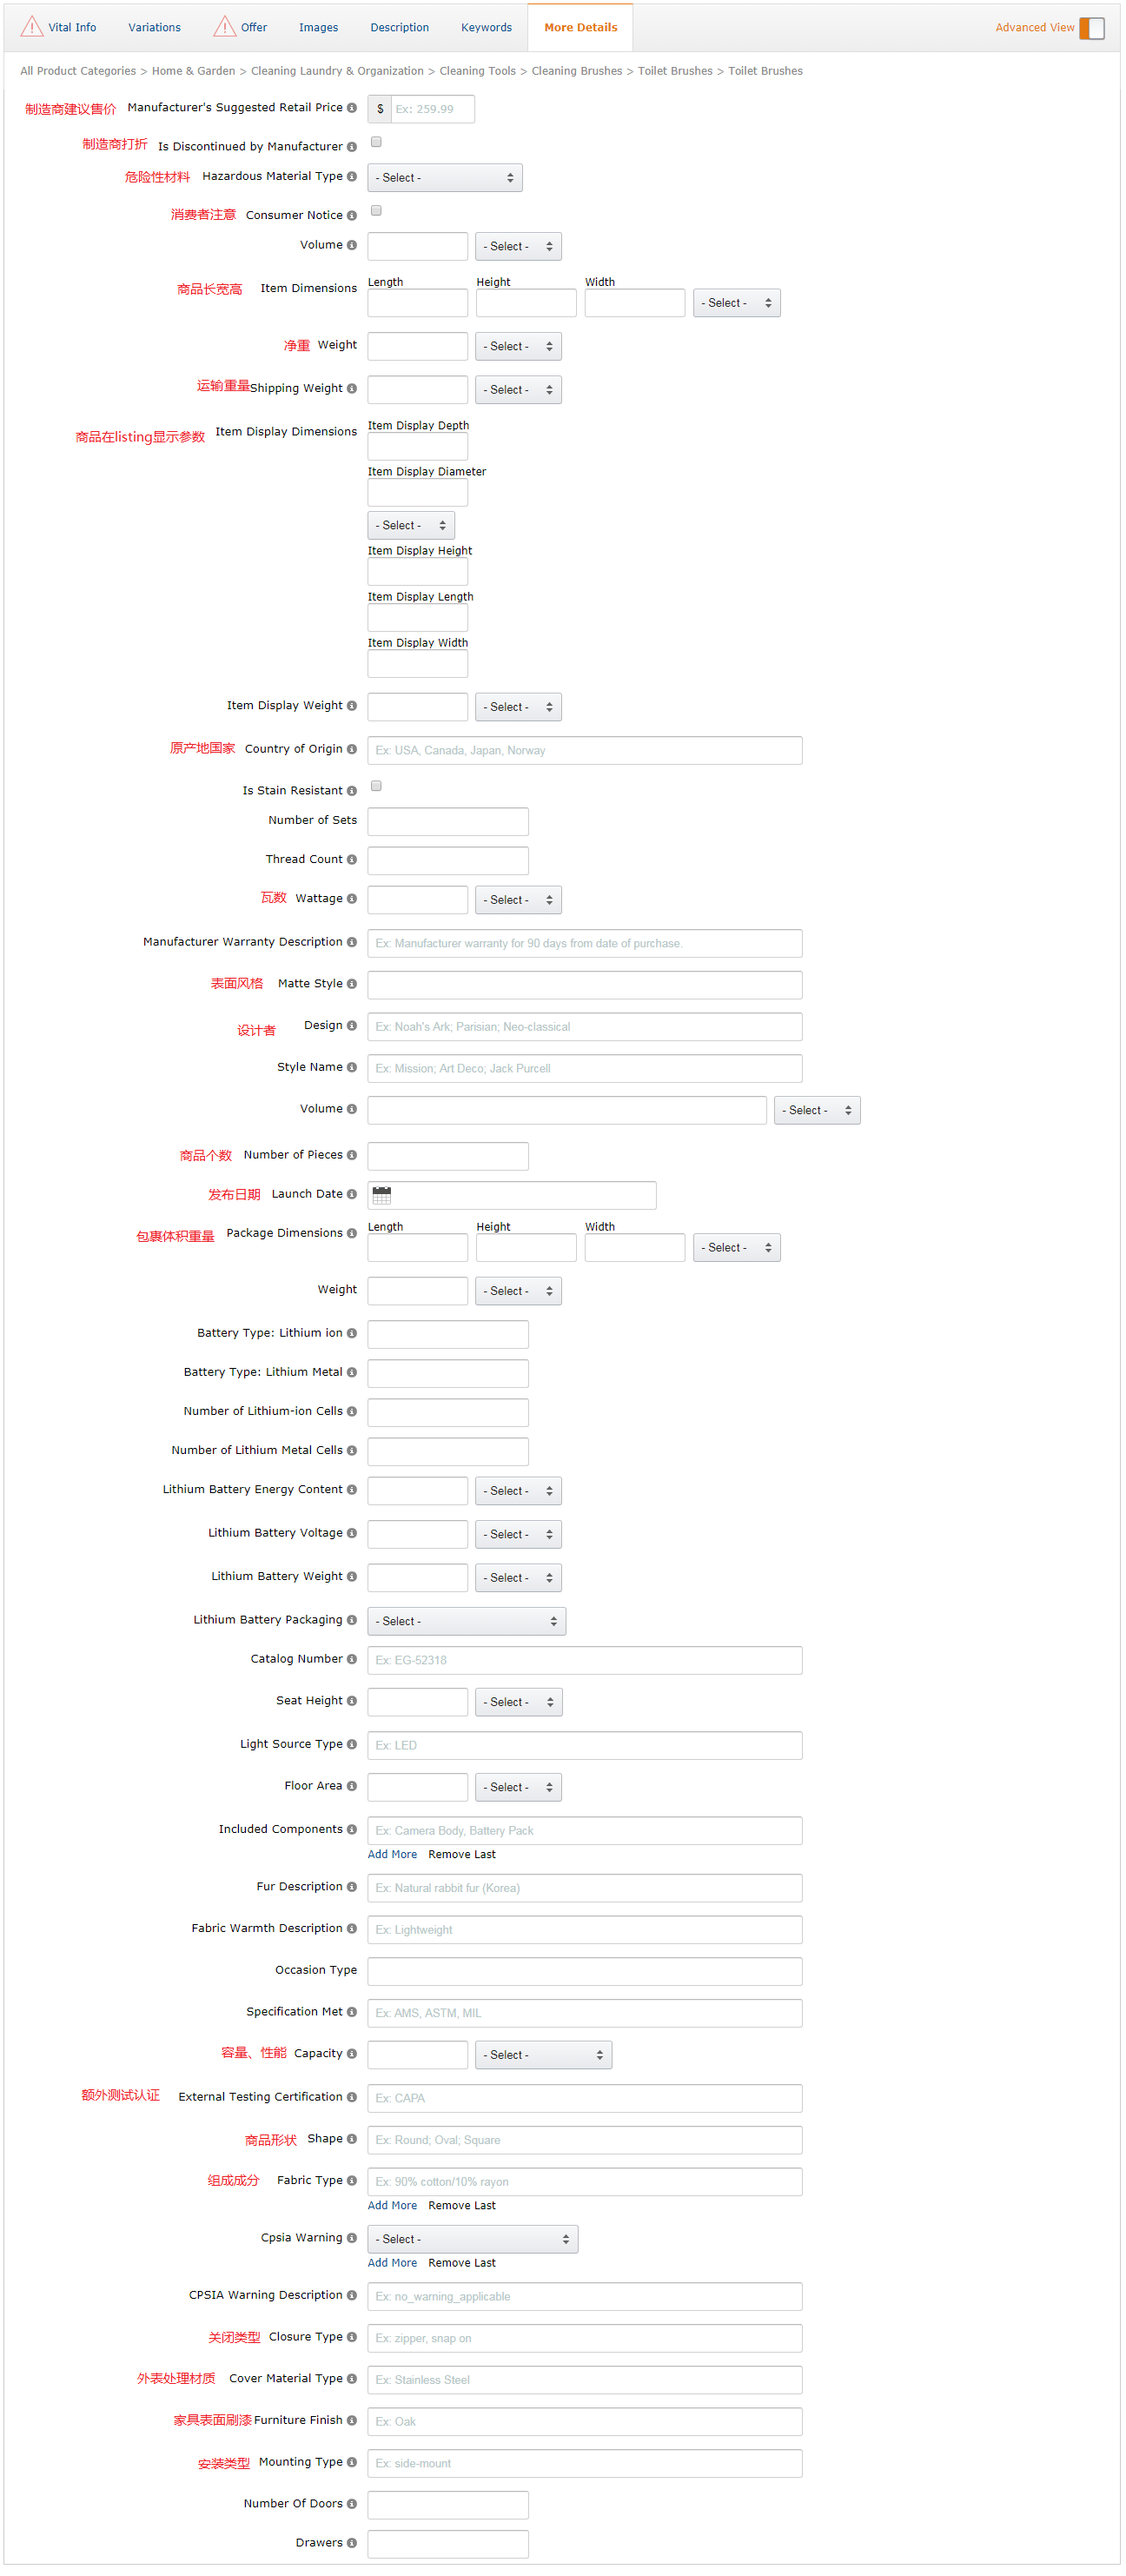 Vital Info Variations Offer Images Description Keywords More Details Advanced View
All Product Categories > Home & Garden > Cleaning Laundry & Organization > Cleaning Tools > Cleaning Brushes > Toilet Brushes > Toilet Brushes
制造商建议售价 Manufacturer's Suggested Retail Price $ Ex: 259.99
制造商打折 Is Discontinued by Manufacturer
危险性材料 Hazardous Material Type - Select -
消费者注意 Consumer Notice
Volume - Select -
Length Height Width
商品长宽高 Item Dimensions - Select -
净重 Weight - Select -
运输重量 Shipping Weight - Select -
商品在listing显示参数 Item Display Dimensions Item Display Depth
Item Display Diameter
- Select -
Item Display Height
Item Display Length
Item Display Width
Item Display Weight - Select -
原产地国家 Country of Origin Ex: USA, Canada, Japan, Norway
Is Stain Resistant
Number of Sets
Thread Count
瓦数 Wattage - Select -
Manufacturer Warranty Description Ex: Manufacturer warranty for 90 days from date of purchase.
表面风格 Matte Style
设计者 Design Ex: Noah's Ark; Parisian; Neo-classical
Style Name Ex: Mission; Art Deco; Jack Purcell
Volume - Select -
商品个数 Number of Pieces
发布日期 Launch Date
Length Height Width
包裹体积重量 Package Dimensions - Select -
Weight - Select -
Battery Type: Lithium ion
Battery Type: Lithium Metal
Number of Lithium-ion Cells
Number of Lithium Metal Cells
Lithium Battery Energy Content - Select -
Lithium Battery Voltage - Select -
Lithium Battery Weight - Select -
Lithium Battery Packaging - Select -
Catalog Number Ex: EG-52318
Seat Height - Select -
Light Source Type Ex: LED
Floor Area - Select -
Included Components Ex: Camera Body, Battery Pack
Add More Remove Last
Fur Description Ex: Natural rabbit fur (Korea)
Fabric Warmth Description Ex: Lightweight
Occasion Type
Specification Met Ex: AMS, ASTM, MIL
容量、性能 Capacity - Select -
额外测试认证 External Testing Certification Ex: CAPA
商品形状 Shape Ex: Round; Oval; Square
组成成分 Fabric Type Ex: 90% cotton/10% rayon
Add More Remove Last
Cpsia Warning - Select -
Add More Remove Last
CPSIA Warning Description Ex: no_warning_applicable
关闭类型 Closure Type Ex: zipper, snap on
外表处理材质 Cover Material Type Ex: Stainless Steel
家具表面刷漆 Furniture Finish Ex: Oak
安装类型 Mounting Type Ex: side-mount
Number Of Doors
Drawers